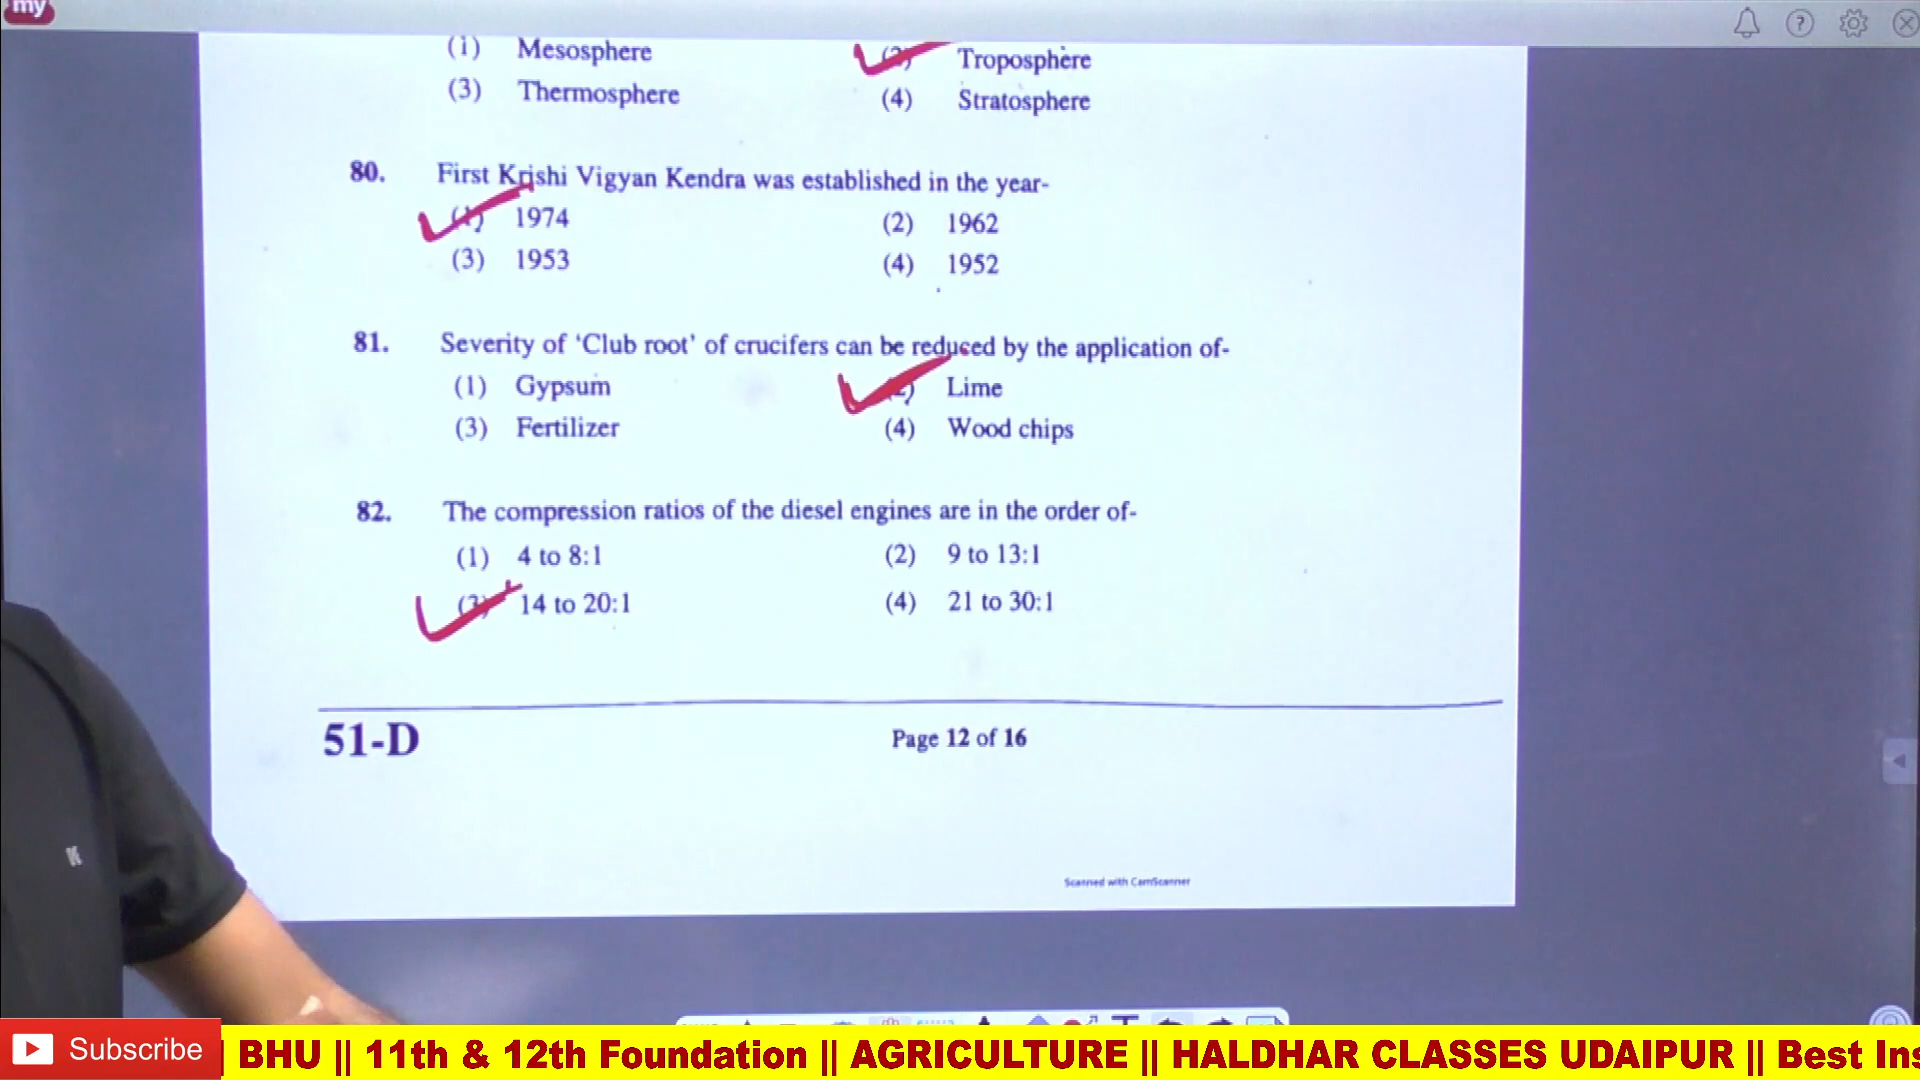 my
(1) Mesosphere (2) Troposphere
(3) Thermosphere (4) Stratosphere
80. First Krishi Vigyan Kendra was established in the year-
(1) 1974 (2) 1962
(3) 1953 (4) 1952
81. Severity of ‘Club root’ of crucifers can be reduced by the application of-
(1) Gypsum (2) Lime
(3) Fertilizer (4) Wood chips
82. The compression ratios of the diesel engines are in the order of-
(1) 4 to 8:1 (2) 9 to 13:1
(3) 14 to 20:1 (4) 21 to 30:1
51-D Page 12 of 16
Scanned with CamScanner
Subscribe | BHU || 11th & 12th Foundation || AGRICULTURE || HALDHAR CLASSES UDAIPUR || Best Ins